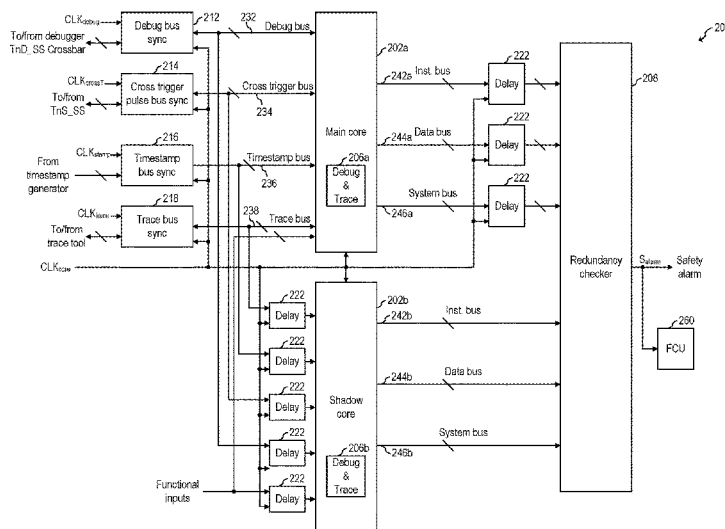 20
CLKdebug
To/from debugger
TnD_SS Crossbar
212
Debug bus
sync
232
Debug bus
CLKcrossT
To/from
TnS_SS
214
Cross trigger
pulse bus sync
Cross trigger bus
234
CLKstamp
From
timestamp
generator
216
Timestamp
bus sync
Timestamp bus
236
To/from
trace tool
218
Trace bus
sync
238
Trace bus
Functional
inputs
202a
Main core
206a
Debug
&
Trace
242a
Inst. bus
244a
Data bus
246a
System bus
222
Delay
222
Delay
222
Delay
208
Redundancy
checker
Salarm
Safety
alarm
260
FCU
222
Delay
222
Delay
222
Delay
222
Delay
222
Delay
202b
Shadow
core
206b
Debug
&
Trace
242b
Inst. bus
244b
Data bus
246b
System bus